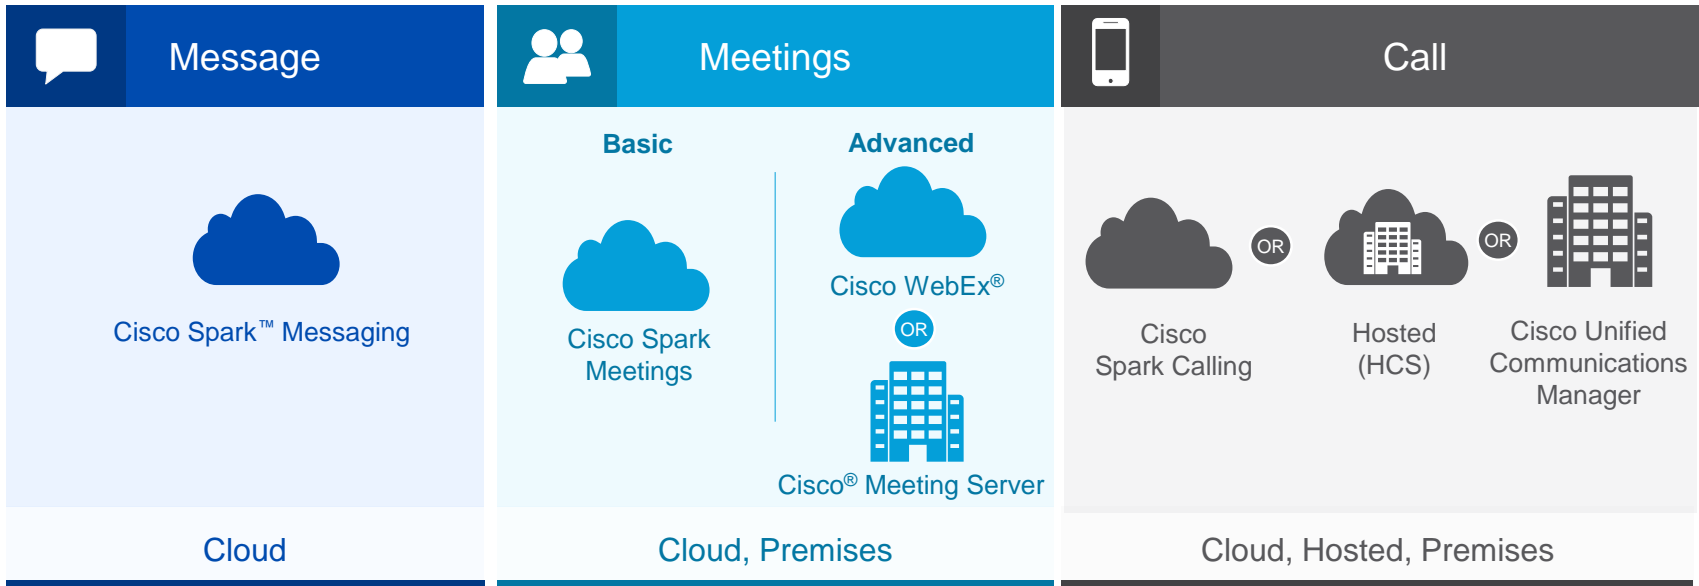 Message
Cisco Spark™ Messaging
Cloud
Meetings
Basic
Cisco Spark
Meetings
Advanced
Cisco WebEx®
OR
Cisco® Meeting Server
Cloud, Premises
Call
Cisco
Spark Calling
OR
Hosted
(HCS)
OR
Cisco Unified
Communications
Manager
Cloud, Hosted, Premises